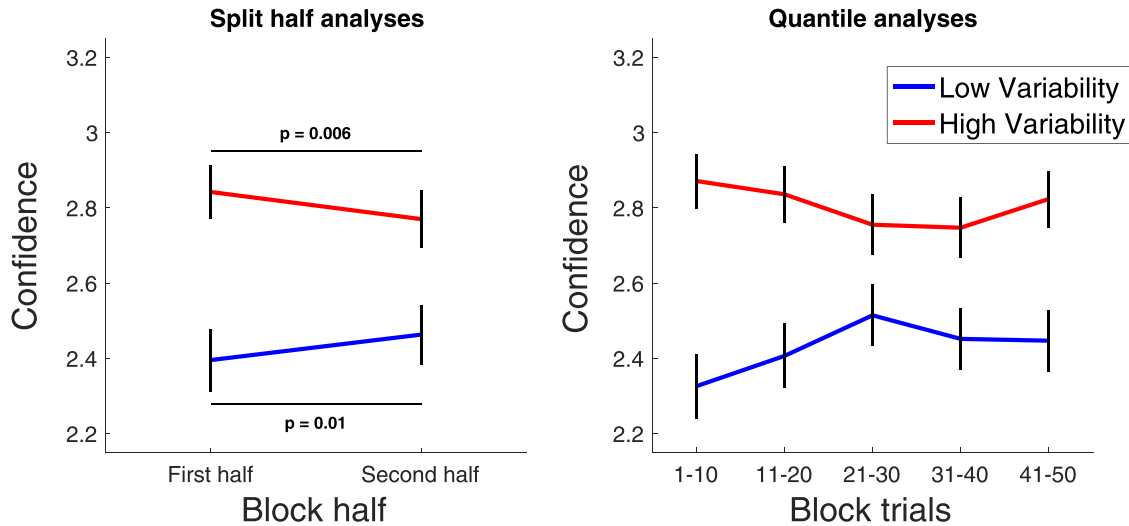 Split half analyses
3.2
3
2.8
2.6
2.4
2.2
Confidence
p = 0.006
p = 0.01
First half
Second half
Block half
Quantile analyses
3.2
3
2.8
2.6
2.4
2.2
Confidence
Low Variability
High Variability
1-10
11-20
21-30
31-40
41-50
Block trials